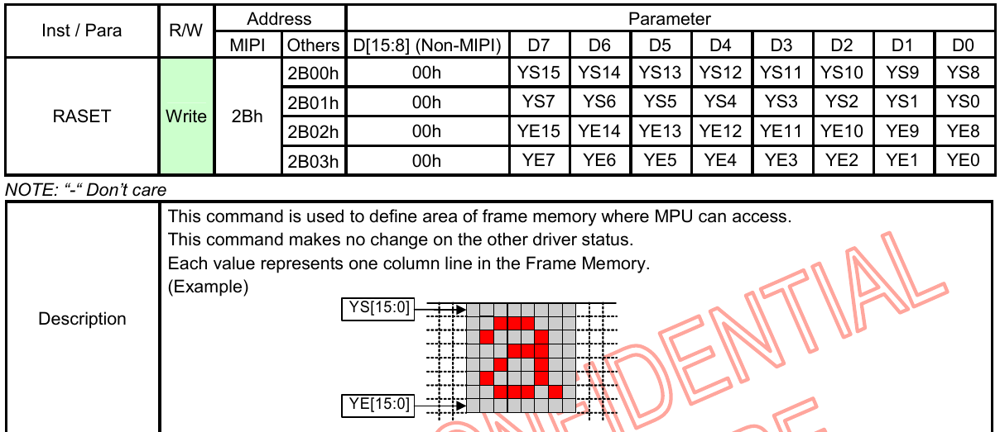 Inst / Para R/W Address Parameter
MIPI Others D[15:8] (Non-MIPI) D7 D6 D5 D4 D3 D2 D1 D0
RASET Write 2Bh
2B00h 00h YS15 YS14 YS13 YS12 YS11 YS10 YS9 YS8
2B01h 00h YS7 YS6 YS5 YS4 YS3 YS2 YS1 YS0
2B02h 00h YE15 YE14 YE13 YE12 YE11 YE10 YE9 YE8
2B03h 00h YE7 YE6 YE5 YE4 YE3 YE2 YE1 YE0
NOTE: “-“ Don’t care
Description
This command is used to define area of frame memory where MPU can access.
This command makes no change on the other driver status.
Each value represents one column line in the Frame Memory.
(Example)
YS[15:0]
YE[15:0]